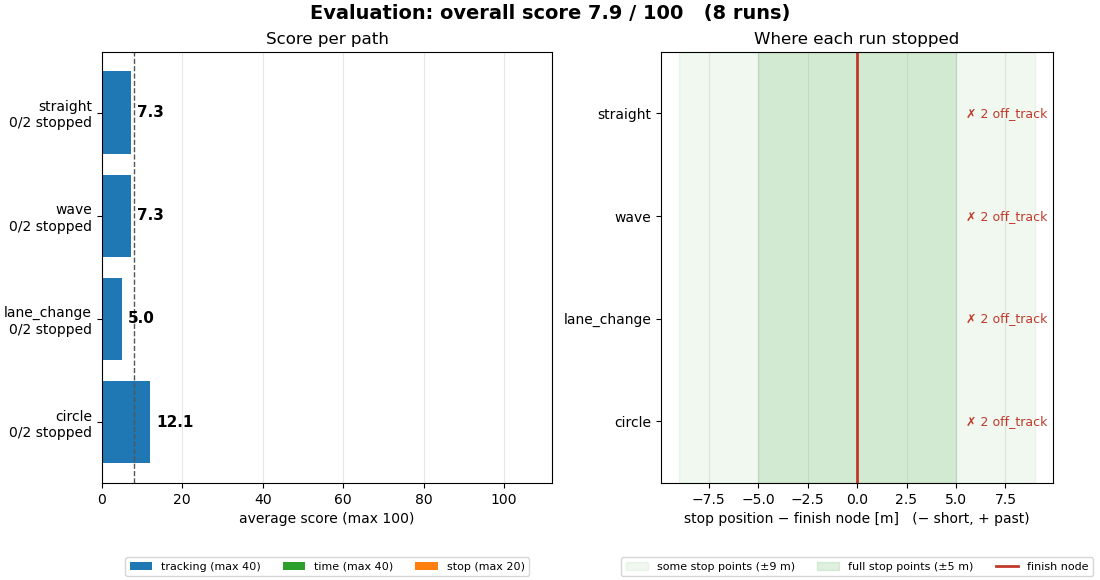 Evaluation: overall score 7.9 / 100   (8 runs)
Score per path
straight
0/2 stopped
7.3
wave
0/2 stopped
7.3
lane_change
0/2 stopped
5.0
circle
0/2 stopped
12.1
0 20 40 60 80 100
average score (max 100)
tracking (max 40) time (max 40) stop (max 20)
Where each run stopped
straight
✗ 2 off_track
wave
✗ 2 off_track
lane_change
✗ 2 off_track
circle
✗ 2 off_track
−7.5 −5.0 −2.5 0.0 2.5 5.0 7.5
stop position − finish node [m]   (− short, + past)
some stop points (±9 m) full stop points (±5 m) finish node